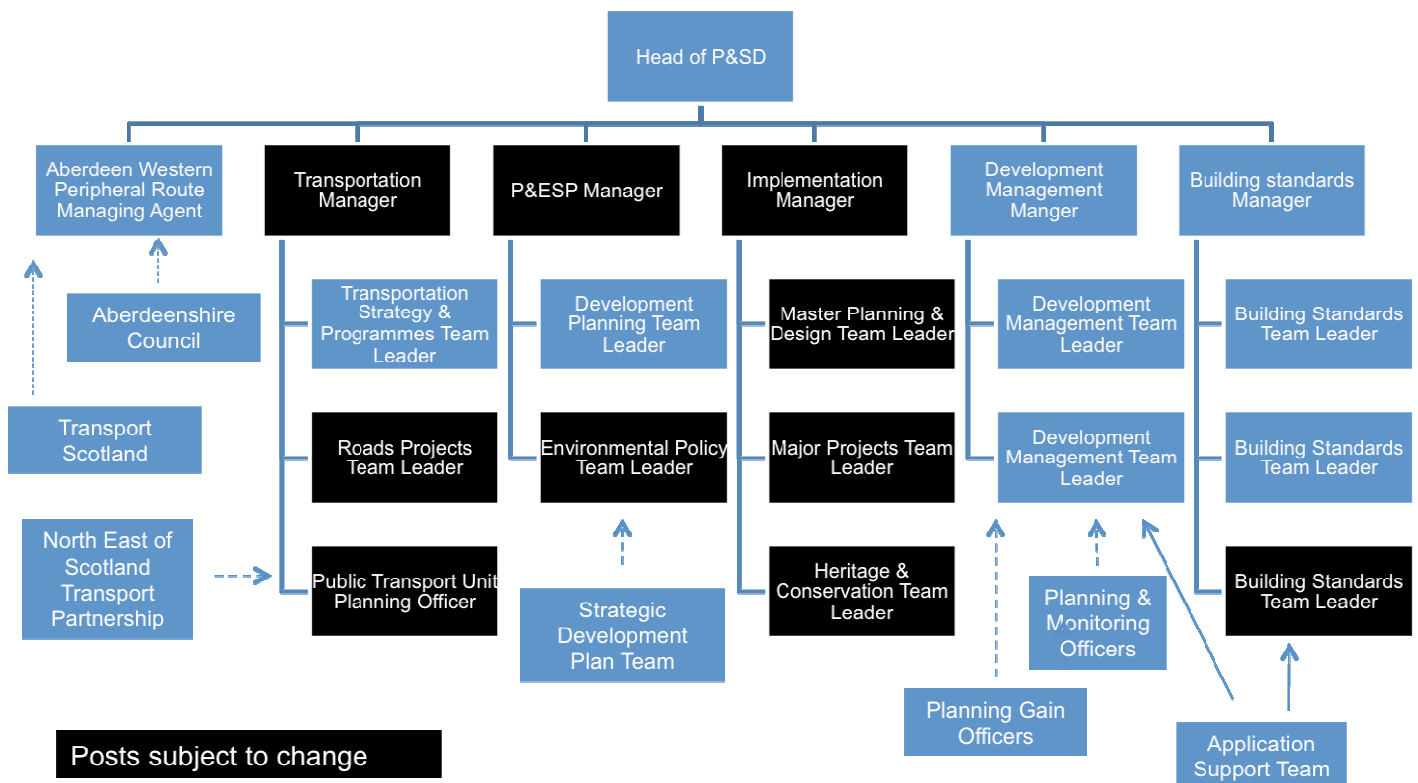 Head of P&SD
Aberdeen Western
Peripheral Route
Managing Agent
Transportation
Manager
P&ESP Manager
Implementation
Manager
Development
Management
Manger
Building standards
Manager
Aberdeenshire
Council
Transport
Scotland
North East of
Scotland
Transport
Partnership
Transportation
Strategy &
Programmes Team
Leader
Roads Projects
Team Leader
Public Transport Unit
Planning Officer
Development
Planning Team
Leader
Environmental Policy
Team Leader
Strategic
Development
Plan Team
Master Planning &
Design Team Leader
Major Projects Team
Leader
Heritage &
Conservation Team
Leader
Development
Management Team
Leader
Development
Management Team
Leader
Planning &
Monitoring
Officers
Planning Gain
Officers
Building Standards
Team Leader
Building Standards
Team Leader
Building Standards
Team Leader
Application
Support Team
Posts subject to change